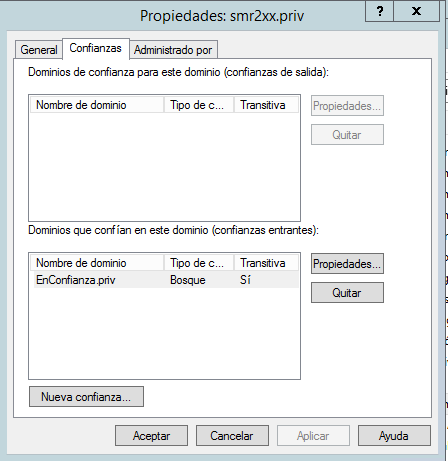 Propiedades: smr2xx.priv
?
x
General
Confianzas
Administrado por
Dominios de confianza para este dominio (confianzas de salida):
Nombre de dominio Tipo de c... Transitiva
Propiedades...
Quitar
Dominios que confían en este dominio (confianzas entrantes):
Nombre de dominio Tipo de c... Transitiva
EnConfianza.priv Bosque Sí
Propiedades...
Quitar
Nueva confianza...
Aceptar
Cancelar
Aplicar
Ayuda